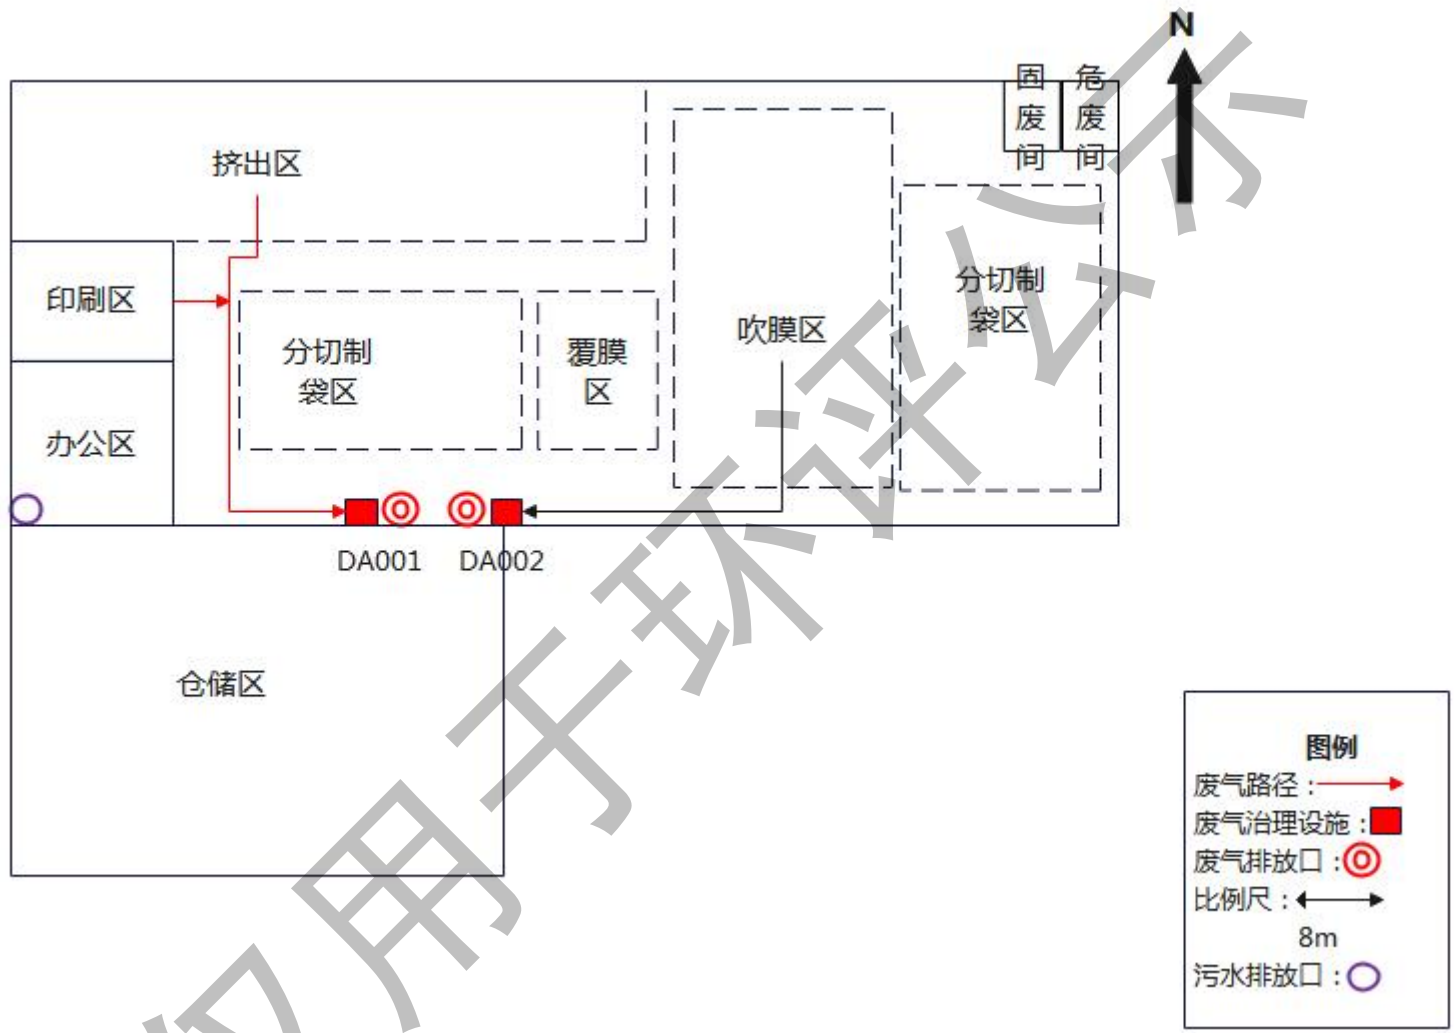 N
固
废
间
危
废
间
挤出区
印刷区
办公区
分切制
袋区
覆膜
区
吹膜区
分切制
袋区
DA001
DA002
仓储区
图例
废气路径：
废气治理设施：
废气排放口：
比例尺：
8m
污水排放口：
仅用于环评公示